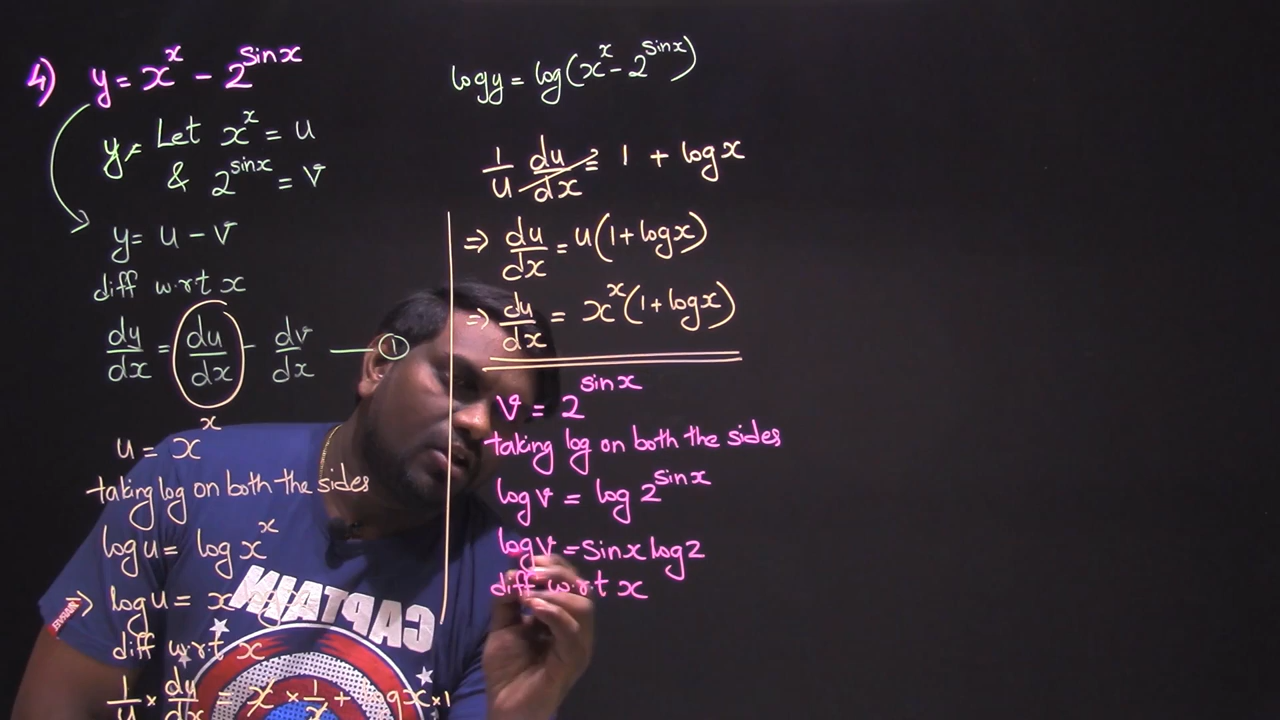 4) y = x^x - 2^sinx
y = Let x^x = u
& 2^sinx = v
y = u - v
diff w.r.t x
dy/dx = du/dx - dv/dx — ①
u = x^x
taking log on both the sides
log u = log x^x
=> log u = x
diff w.r.t x
1/u × du/dx = x × 1/x + log x × 1
log y = log(x^x - 2^sinx)
1/u du/dx = 1 + log x
=> du/dx = u(1 + log x)
=> du/dx = x^x(1 + log x)
v = 2^sinx
taking log on both the sides
log v = log 2^sinx
log v = sinx log 2
diff w.r.t x
CAPTAIN